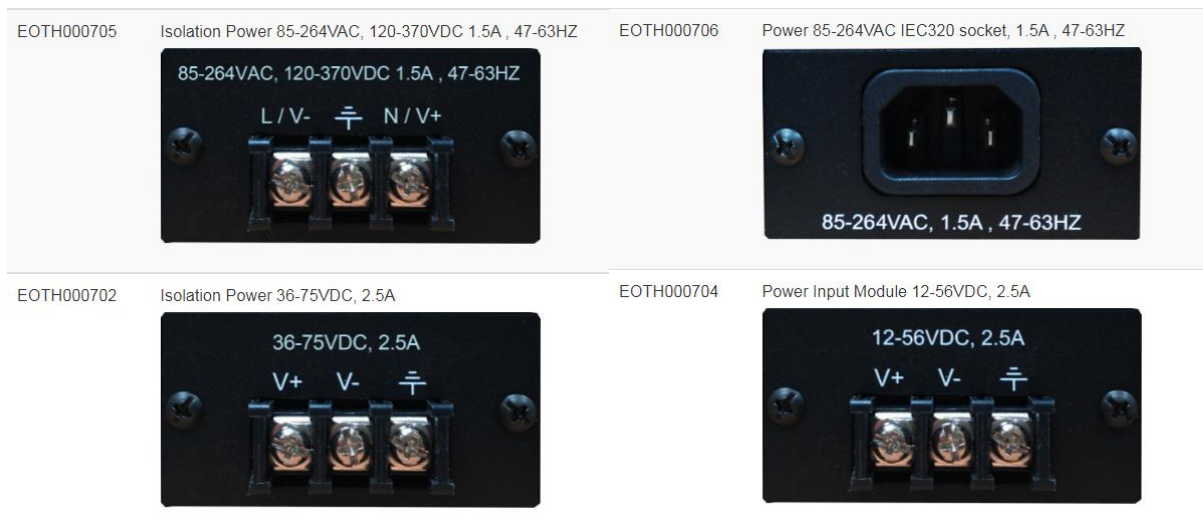 EOTH000705 Isolation Power 85-264VAC, 120-370VDC 1.5A , 47-63HZ
85-264VAC, 120-370VDC 1.5A , 47-63HZ
L / V- N / V+
EOTH000706 Power 85-264VAC IEC320 socket, 1.5A , 47-63HZ
85-264VAC, 1.5A , 47-63HZ
EOTH000702 Isolation Power 36-75VDC, 2.5A
36-75VDC, 2.5A
V+ V-
EOTH000704 Power Input Module 12-56VDC, 2.5A
12-56VDC, 2.5A
V+ V-